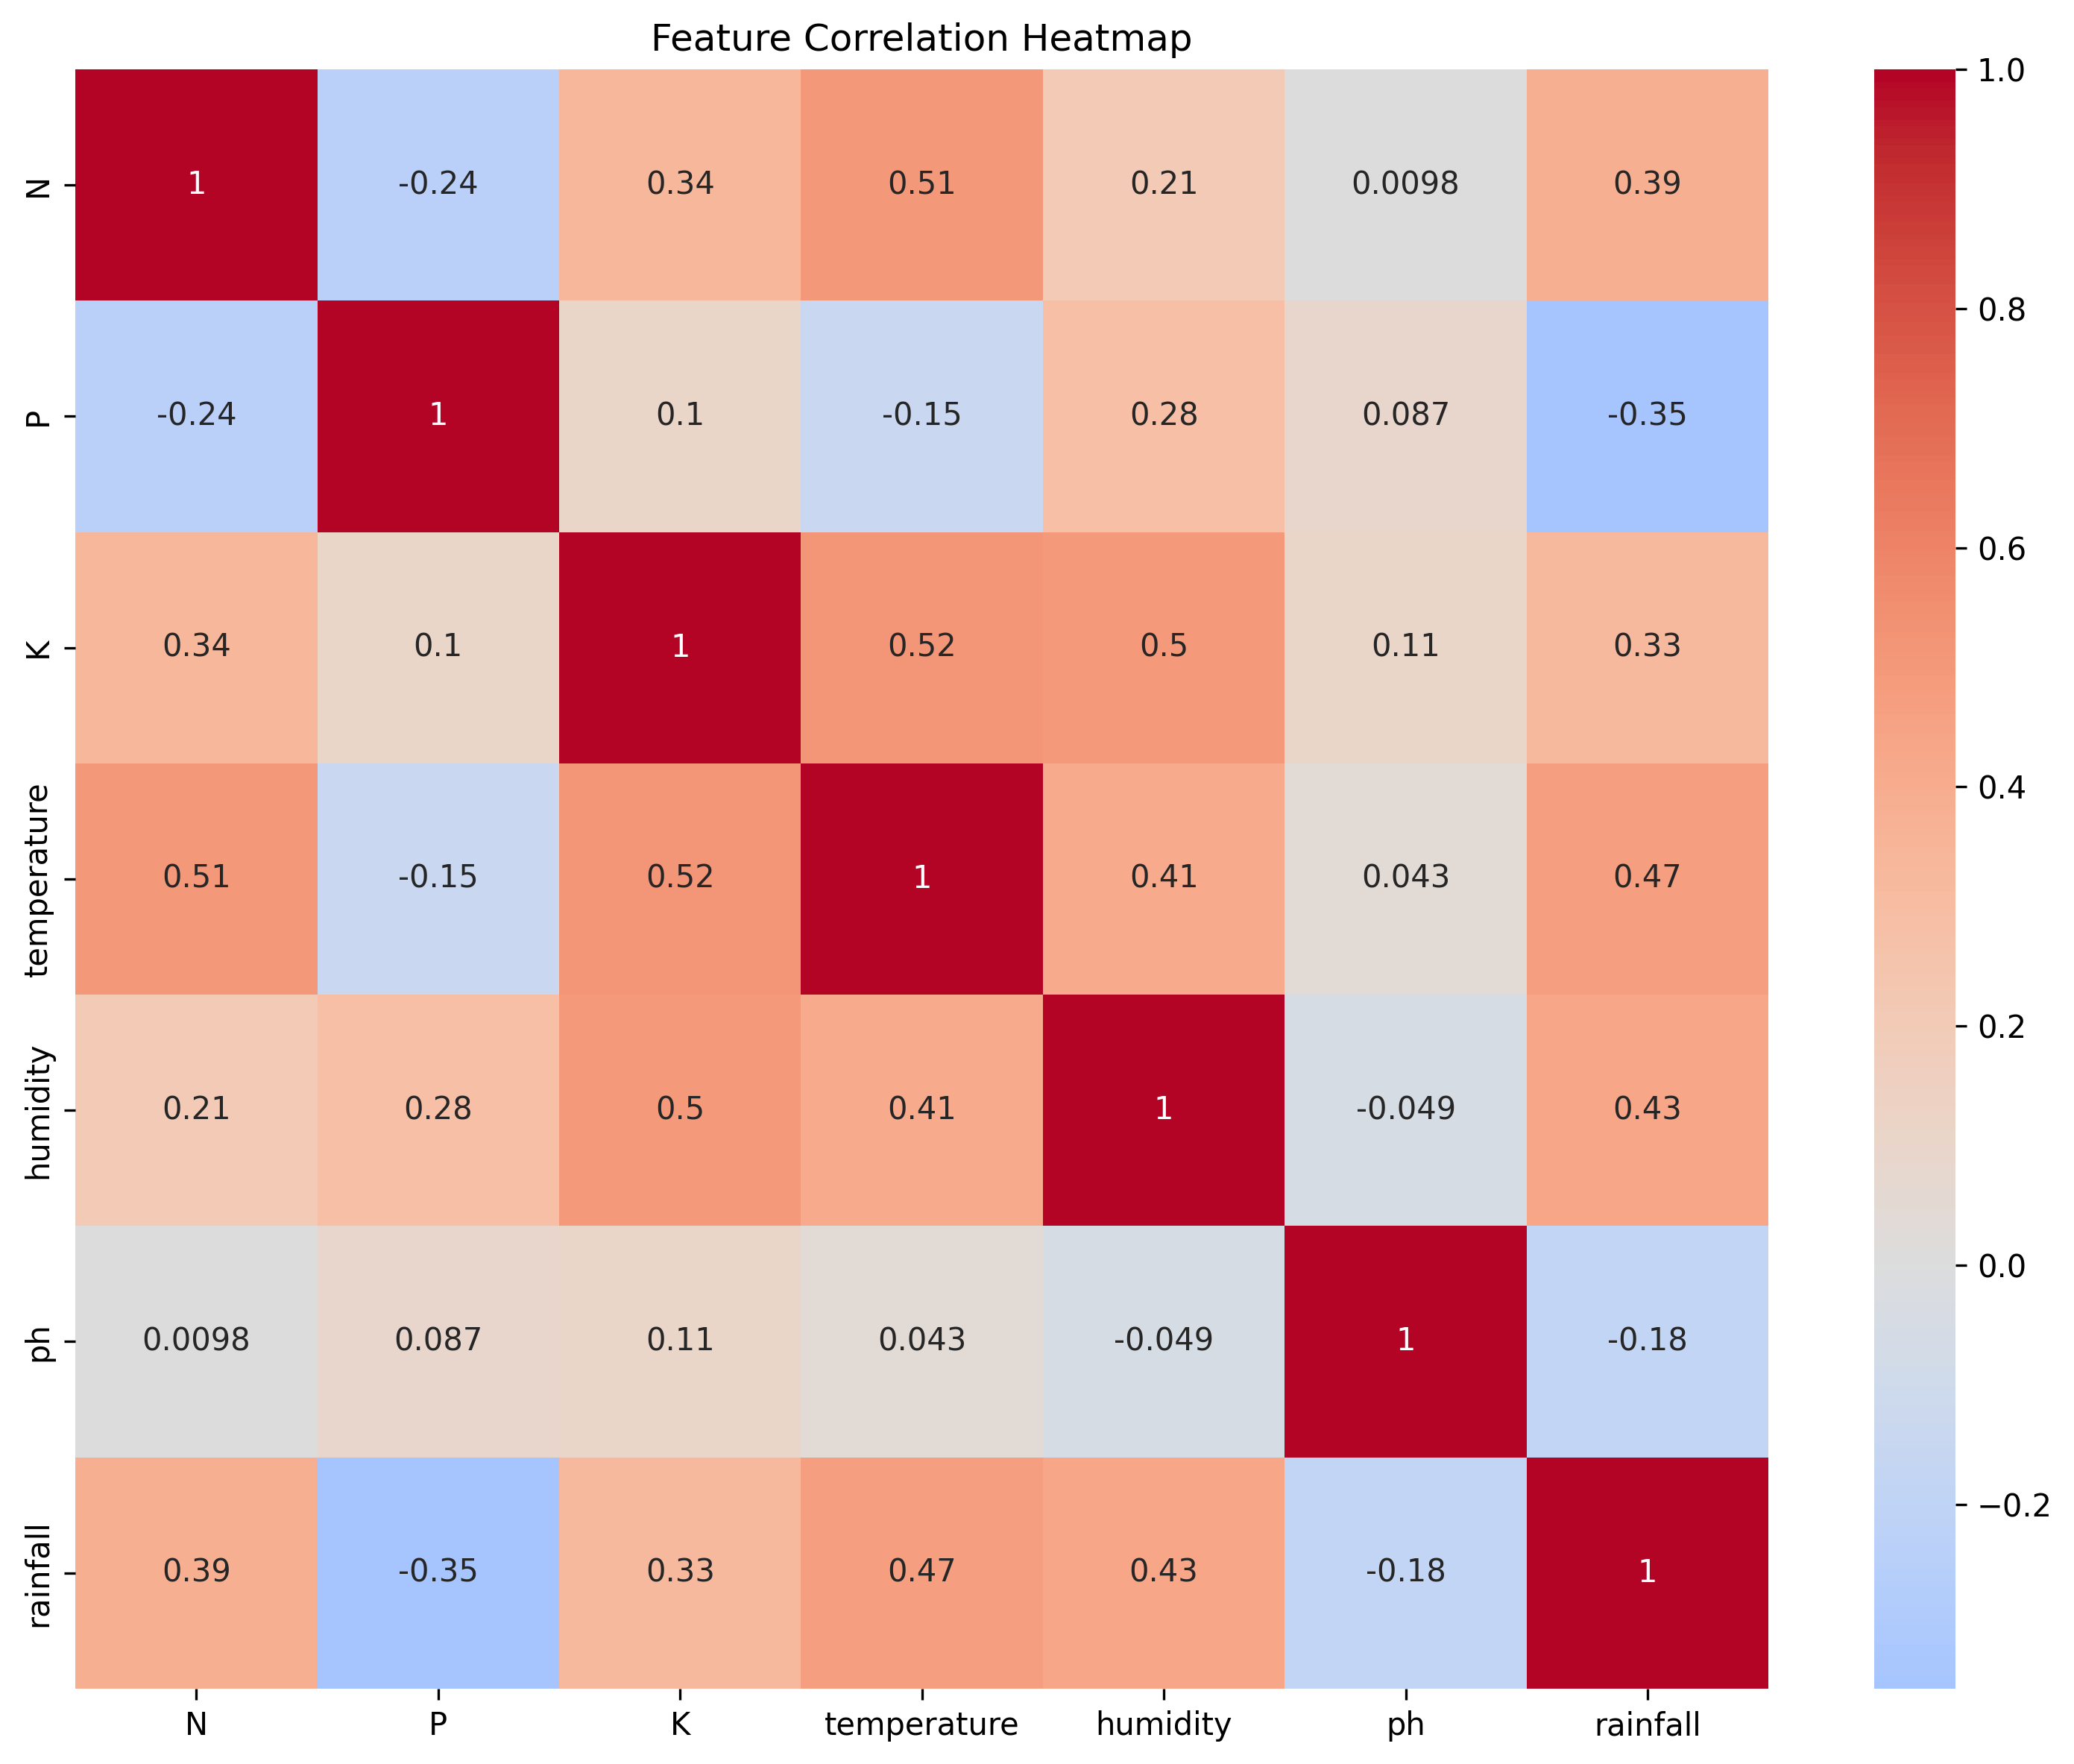 Feature Correlation Heatmap
N 1 -0.24 0.34 0.51 0.21 0.0098 0.39
P -0.24 1 0.1 -0.15 0.28 0.087 -0.35
K 0.34 0.1 1 0.52 0.5 0.11 0.33
temperature 0.51 -0.15 0.52 1 0.41 0.043 0.47
humidity 0.21 0.28 0.5 0.41 1 -0.049 0.43
ph 0.0098 0.087 0.11 0.043 -0.049 1 -0.18
rainfall 0.39 -0.35 0.33 0.47 0.43 -0.18 1
N P K temperature humidity ph rainfall
1.0
0.8
0.6
0.4
0.2
0.0
−0.2